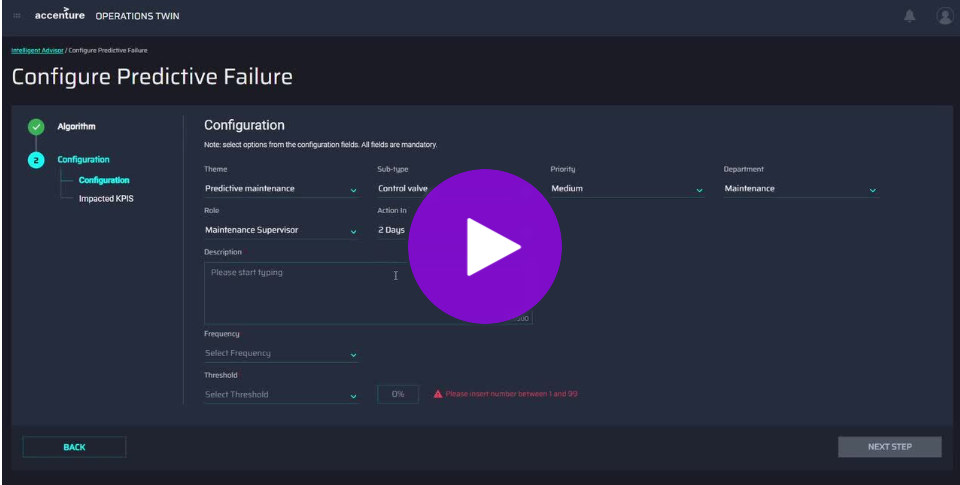 accenture OPERATIONS TWIN
Intelligent Advisor / Configure Predictive Failure
Configure Predictive Failure
Algorithm
2 Configuration
Configuration
Impacted KPIS
Configuration
Note: select options from the configuration fields. All fields are mandatory.
Theme Sub-type Priority Department
Predictive maintenance Control valve Medium Maintenance
Role Action In
Maintenance Supervisor 2 Days
Description
Please start typing
Frequency
Select Frequency
Threshold
Select Threshold 0% Please insert number between 1 and 99
BACK NEXT STEP